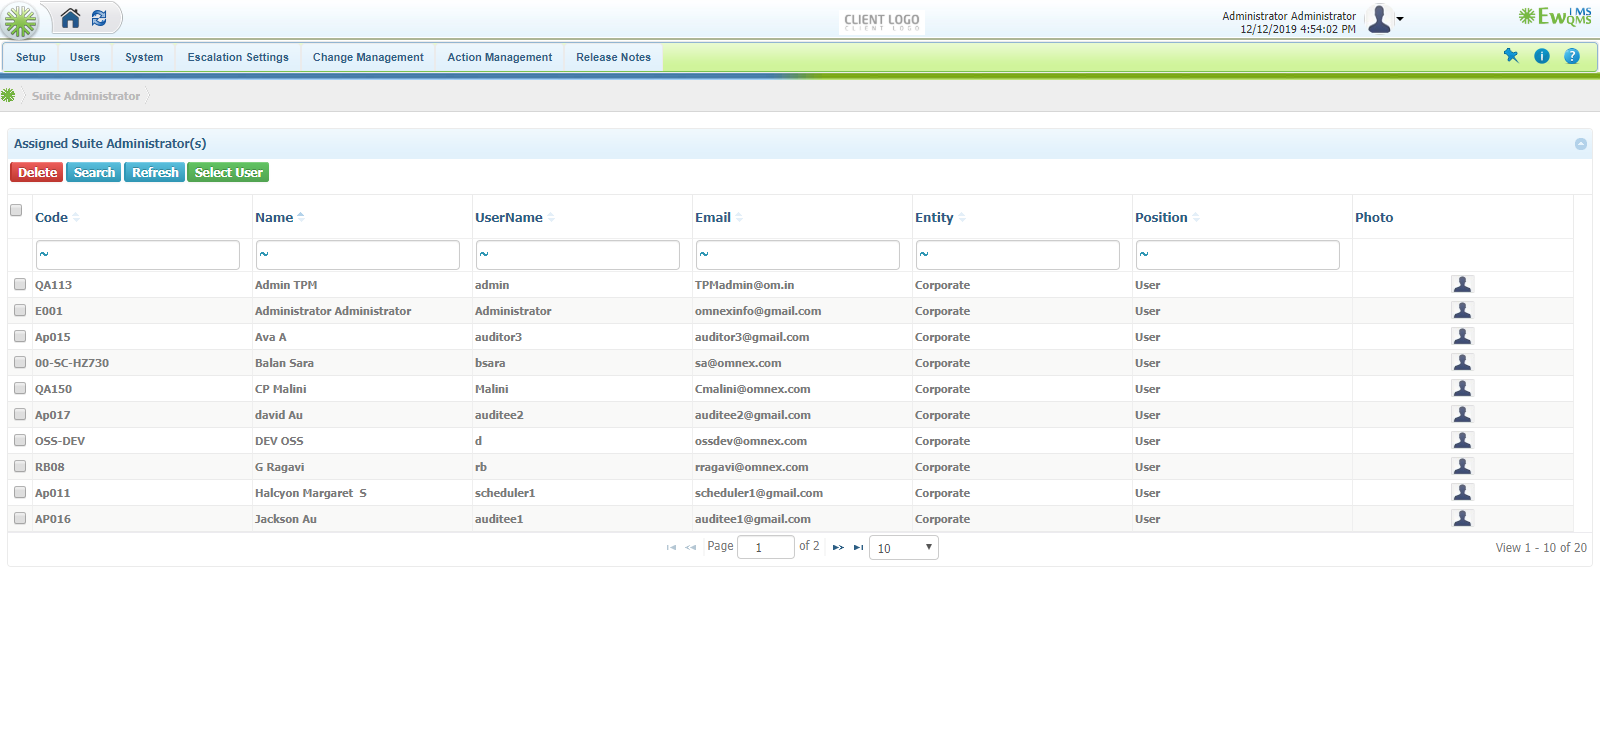 CLIENT LOGO
CLIENT LOGO
Administrator Administrator
12/12/2019 4:54:02 PM
EwIMS
QMS
Setup Users System Escalation Settings Change Management Action Management Release Notes
Suite Administrator
Assigned Suite Administrator(s)
Delete Search Refresh Select User
Code Name UserName Email Entity Position Photo
~ ~ ~ ~ ~ ~
QA113 Admin TPM admin TPMadmin@om.in Corporate User
E001 Administrator Administrator Administrator omnexinfo@gmail.com Corporate User
Ap015 Ava A auditor3 auditor3@gmail.com Corporate User
00-SC-HZ730 Balan Sara bsara sa@omnex.com Corporate User
QA150 CP Malini Malini Cmalini@omnex.com Corporate User
Ap017 david Au auditee2 auditee2@gmail.com Corporate User
OSS-DEV DEV OSS d ossdev@omnex.com Corporate User
RB08 G Ragavi rb rragavi@omnex.com Corporate User
Ap011 Halcyon Margaret S scheduler1 scheduler1@gmail.com Corporate User
AP016 Jackson Au auditee1 auditee1@gmail.com Corporate User
Page 1 of 2 10 View 1 - 10 of 20